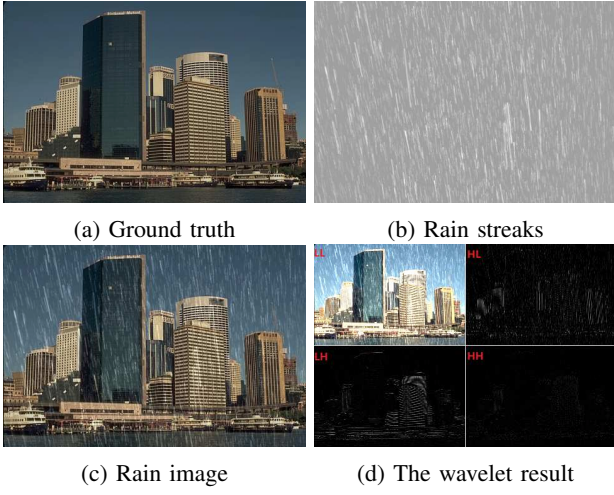 (a) Ground truth
(b) Rain streaks
LL
HL
LH
HH
(c) Rain image
(d) The wavelet result